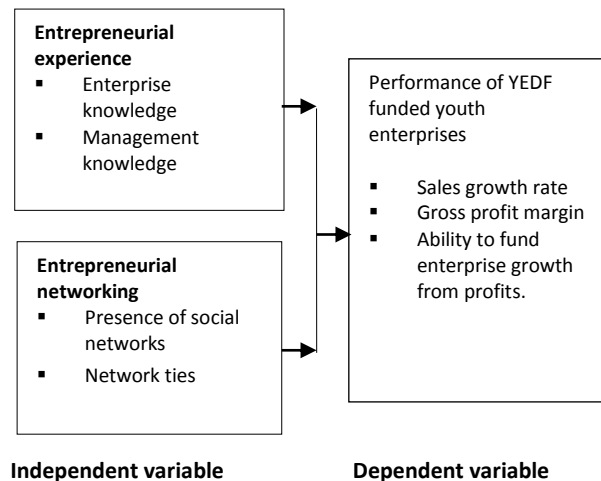 Entrepreneurial
experience
▪ Enterprise
knowledge
▪ Management
knowledge
Entrepreneurial
networking
▪ Presence of social
networks
▪ Network ties
Performance of YEDF
funded youth
enterprises
▪ Sales growth rate
▪ Gross profit margin
▪ Ability to fund
enterprise growth
from profits.
Independent variable
Dependent variable